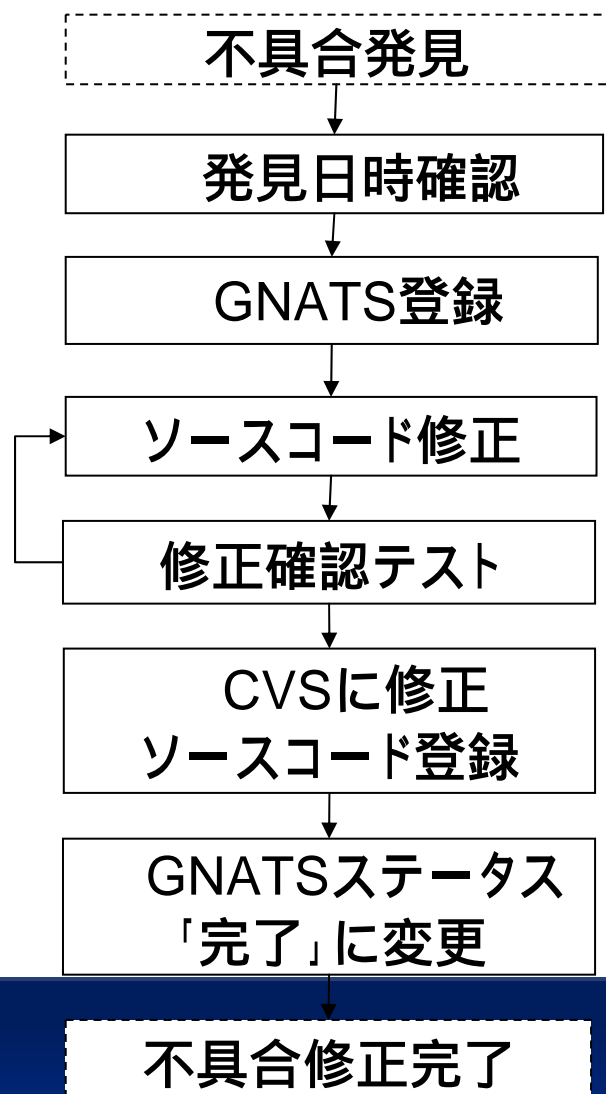 不具合発見
発見日時確認
GNATS登録
ソースコード修正
修正確認テスト
CVSに修正
ソースコード登録
GNATSステータス
「完了」に変更
不具合修正完了